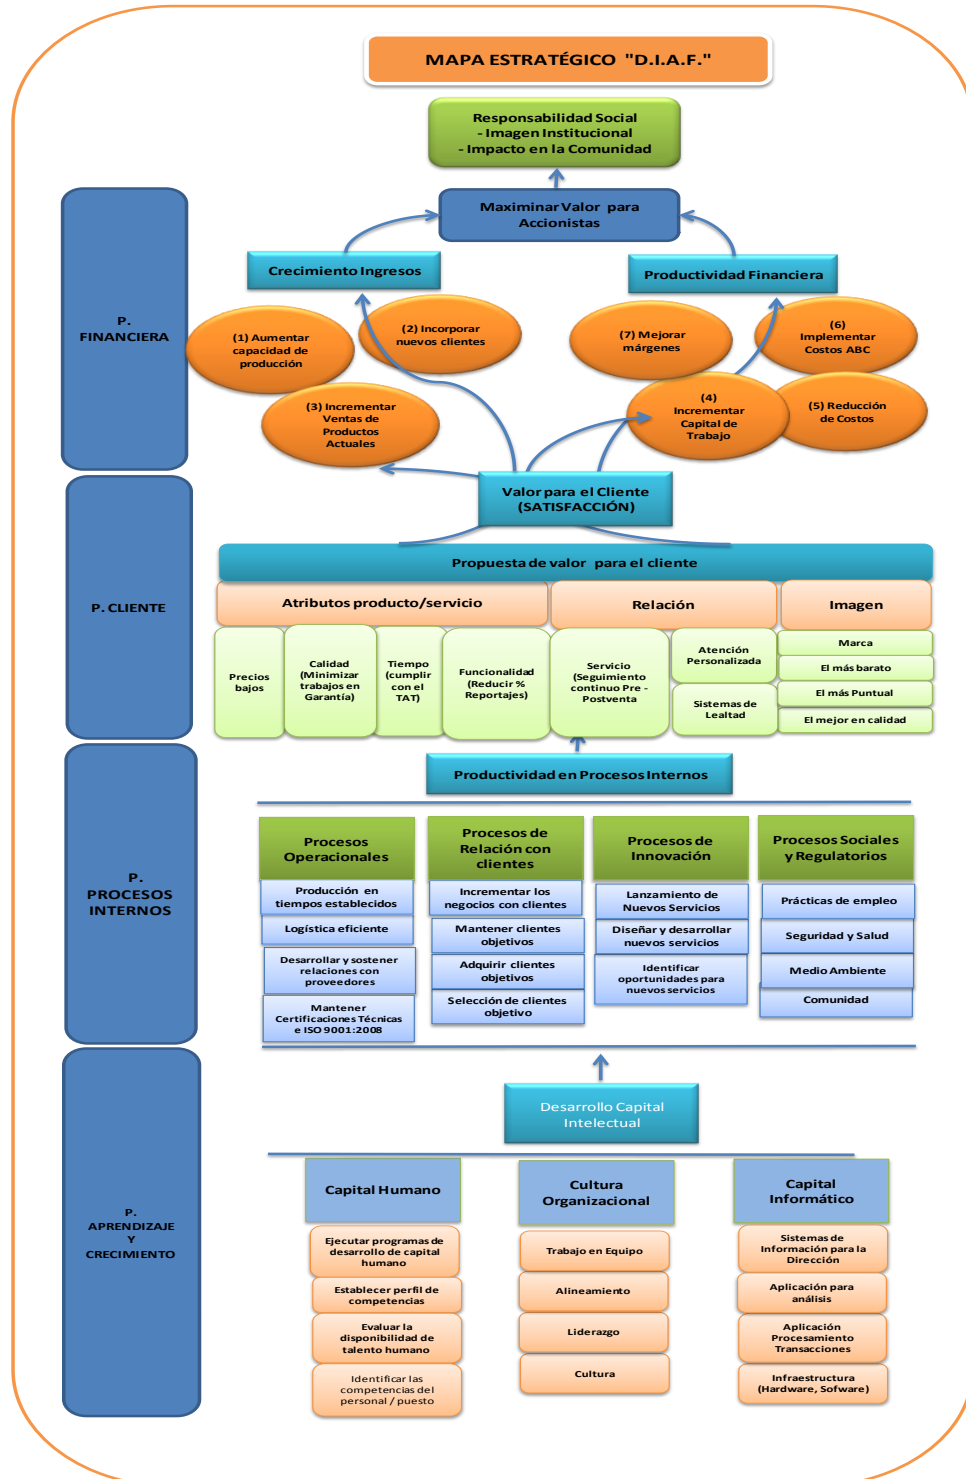 MAPA ESTRATÉGICO "D.I.A.F."
Responsabilidad Social
- Imagen Institucional
- Impacto en la Comunidad
Maximinar Valor para
Accionistas
Crecimiento Ingresos
Productividad Financiera
P.
FINANCIERA
(1) Aumentar
capacidad de
producción
(2) Incorporar
nuevos clientes
(3) Incrementar
Ventas de
Productos
Actuales
(7) Mejorar
márgenes
(6)
Implementar
Costos ABC
(4)
Incrementar
Capital de
Trabajo
(5) Reducción
de Costos
P. CLIENTE
Valor para el Cliente
(SATISFACCIÓN)
Propuesta de valor para el cliente
Atributos producto/servicio
Relación
Imagen
Precios
bajos
Calidad
(Minimizar
trabajos en
Garantía)
Tiempo
(cumplir
con el
TAT)
Funcionalidad
(Reducir %
Reportajes)
Servicio
(Seguimiento
continuo Pre -
Postventa
Atención
Personalizada
Sistemas de
Lealtad
Marca
El más barato
El más Puntual
El mejor en calidad
P.
PROCESOS
INTERNOS
Productividad en Procesos Internos
Procesos
Operacionales
Producción en
tiempos establecidos
Logística eficiente
Desarrollar y sostener
relaciones con
proveedores
Mantener
Certificaciones Técnicas
e ISO 9001:2008
Procesos de
Relación con
clientes
Incrementar los
negocios con clientes
Mantener clientes
objetivos
Adquirir clientes
objetivos
Selección de clientes
objetivo
Procesos de
Innovación
Lanzamiento de
Nuevos Servicios
Diseñar y desarrollar
nuevos servicios
Identificar
oportunidades para
nuevos servicios
Procesos Sociales
y Regulatorios
Prácticas de empleo
Seguridad y Salud
Medio Ambiente
Comunidad
P.
APRENDIZAJE
Y
CRECIMIENTO
Desarrollo Capital
Intelectual
Capital Humano
Ejecutar programas de
desarrollo de capital
humano
Establecer perfil de
competencias
Evaluar la
disponibilidad de
talento humano
Identificar las
competencias del
personal / puesto
Cultura
Organizacional
Trabajo en Equipo
Alineamiento
Liderazgo
Cultura
Capital
Informático
Sistemas de
Información para la
Dirección
Aplicación para
análisis
Aplicación
Procesamiento
Transacciones
Infraestructura
(Hardware, Sofware)